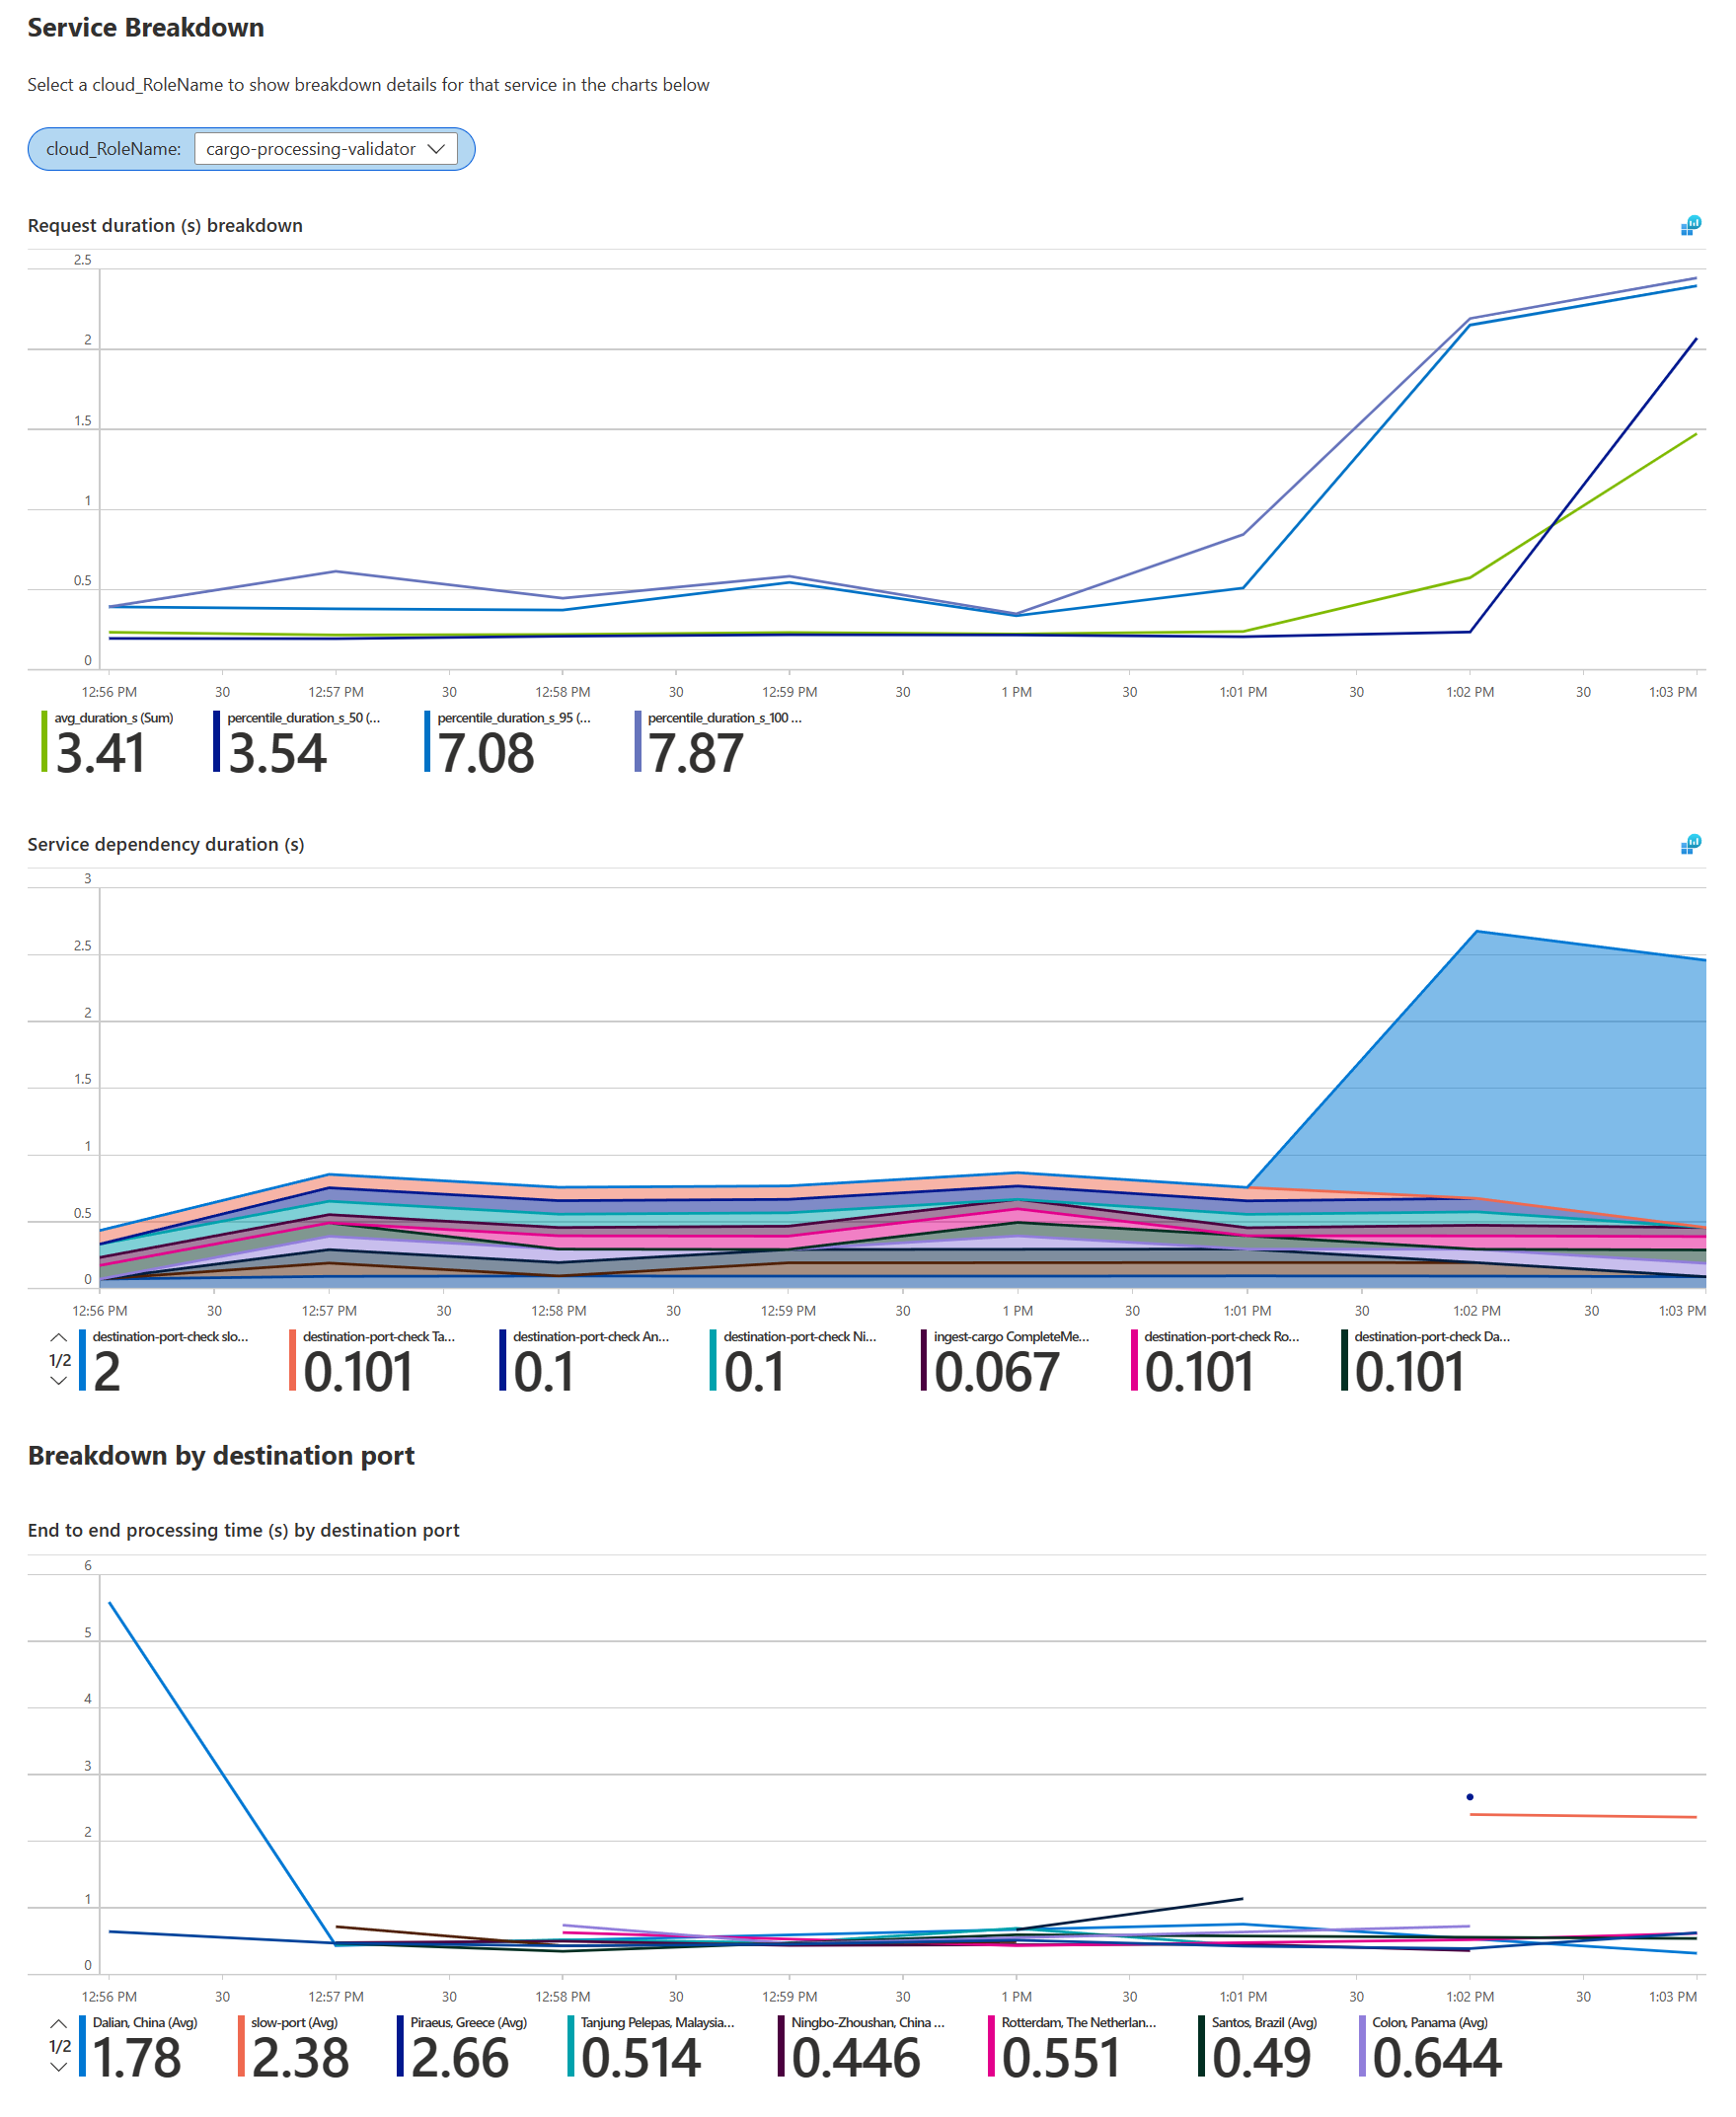 Service Breakdown
Select a cloud_RoleName to show breakdown details for that service in the charts below
cloud_RoleName: cargo-processing-validator
Request duration (s) breakdown
2.5
2
1.5
1
0.5
0
12:56 PM 30 12:57 PM 30 12:58 PM 30 12:59 PM 30 1 PM 30 1:01 PM 30 1:02 PM 30 1:03 PM
avg_duration_s (Sum) percentile_duration_s_50 (... percentile_duration_s_95 (... percentile_duration_s_100 ...
3.41 3.54 7.08 7.87
Service dependency duration (s)
3
2.5
2
1.5
1
0.5
0
12:56 PM 30 12:57 PM 30 12:58 PM 30 12:59 PM 30 1 PM 30 1:01 PM 30 1:02 PM 30 1:03 PM
destination-port-check slo... destination-port-check Ta... destination-port-check An... destination-port-check Ni... ingest-cargo CompleteMe... destination-port-check Ro... destination-port-check Da...
1/2 2 0.101 0.1 0.1 0.067 0.101 0.101
Breakdown by destination port
End to end processing time (s) by destination port
6
5
4
3
2
1
0
12:56 PM 30 12:57 PM 30 12:58 PM 30 12:59 PM 30 1 PM 30 1:01 PM 30 1:02 PM 30 1:03 PM
Dalian, China (Avg) slow-port (Avg) Piraeus, Greece (Avg) Tanjung Pelepas, Malaysia... Ningbo-Zhoushan, China ... Rotterdam, The Netherlan... Santos, Brazil (Avg) Colon, Panama (Avg)
1/2 1.78 2.38 2.66 0.514 0.446 0.551 0.49 0.644